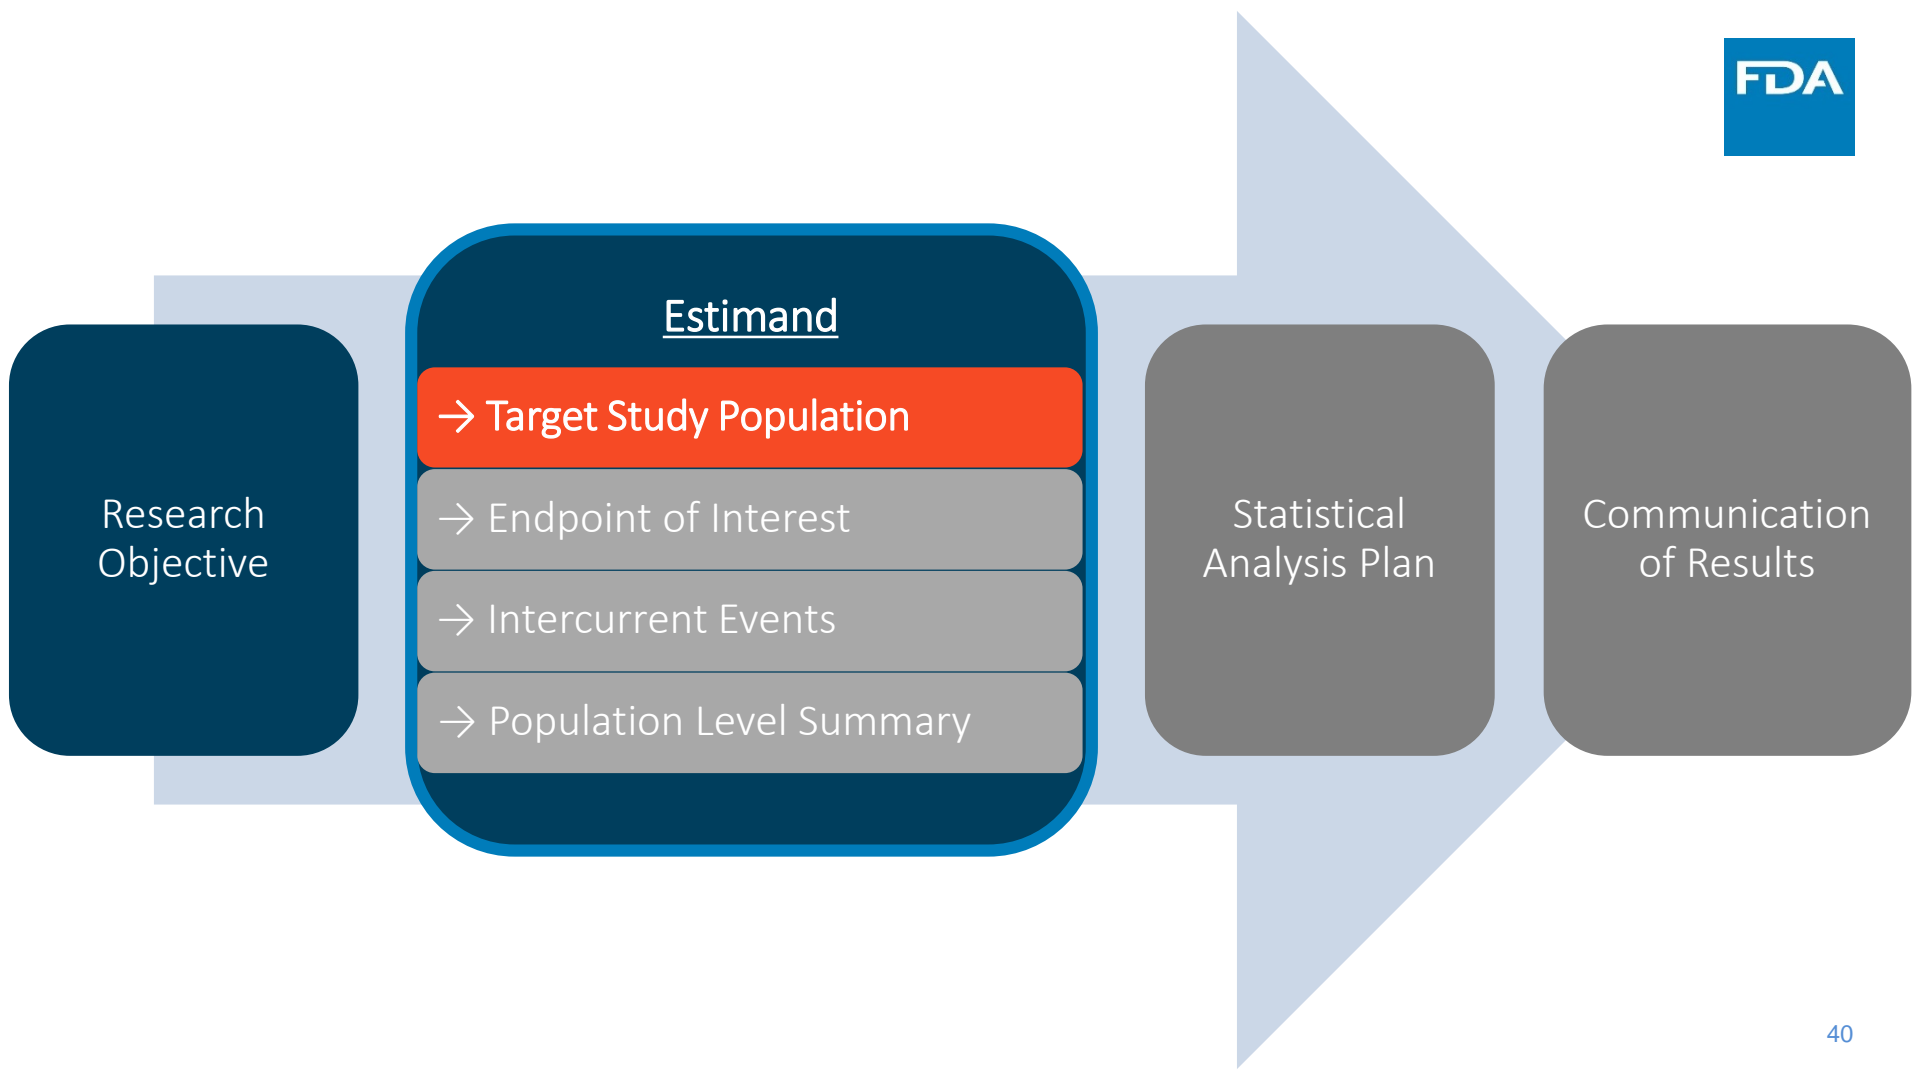 FDA
Research
Objective
Estimand
→ Target Study Population
→ Endpoint of Interest
→ Intercurrent Events
→ Population Level Summary
Statistical
Analysis Plan
Communication
of Results
40